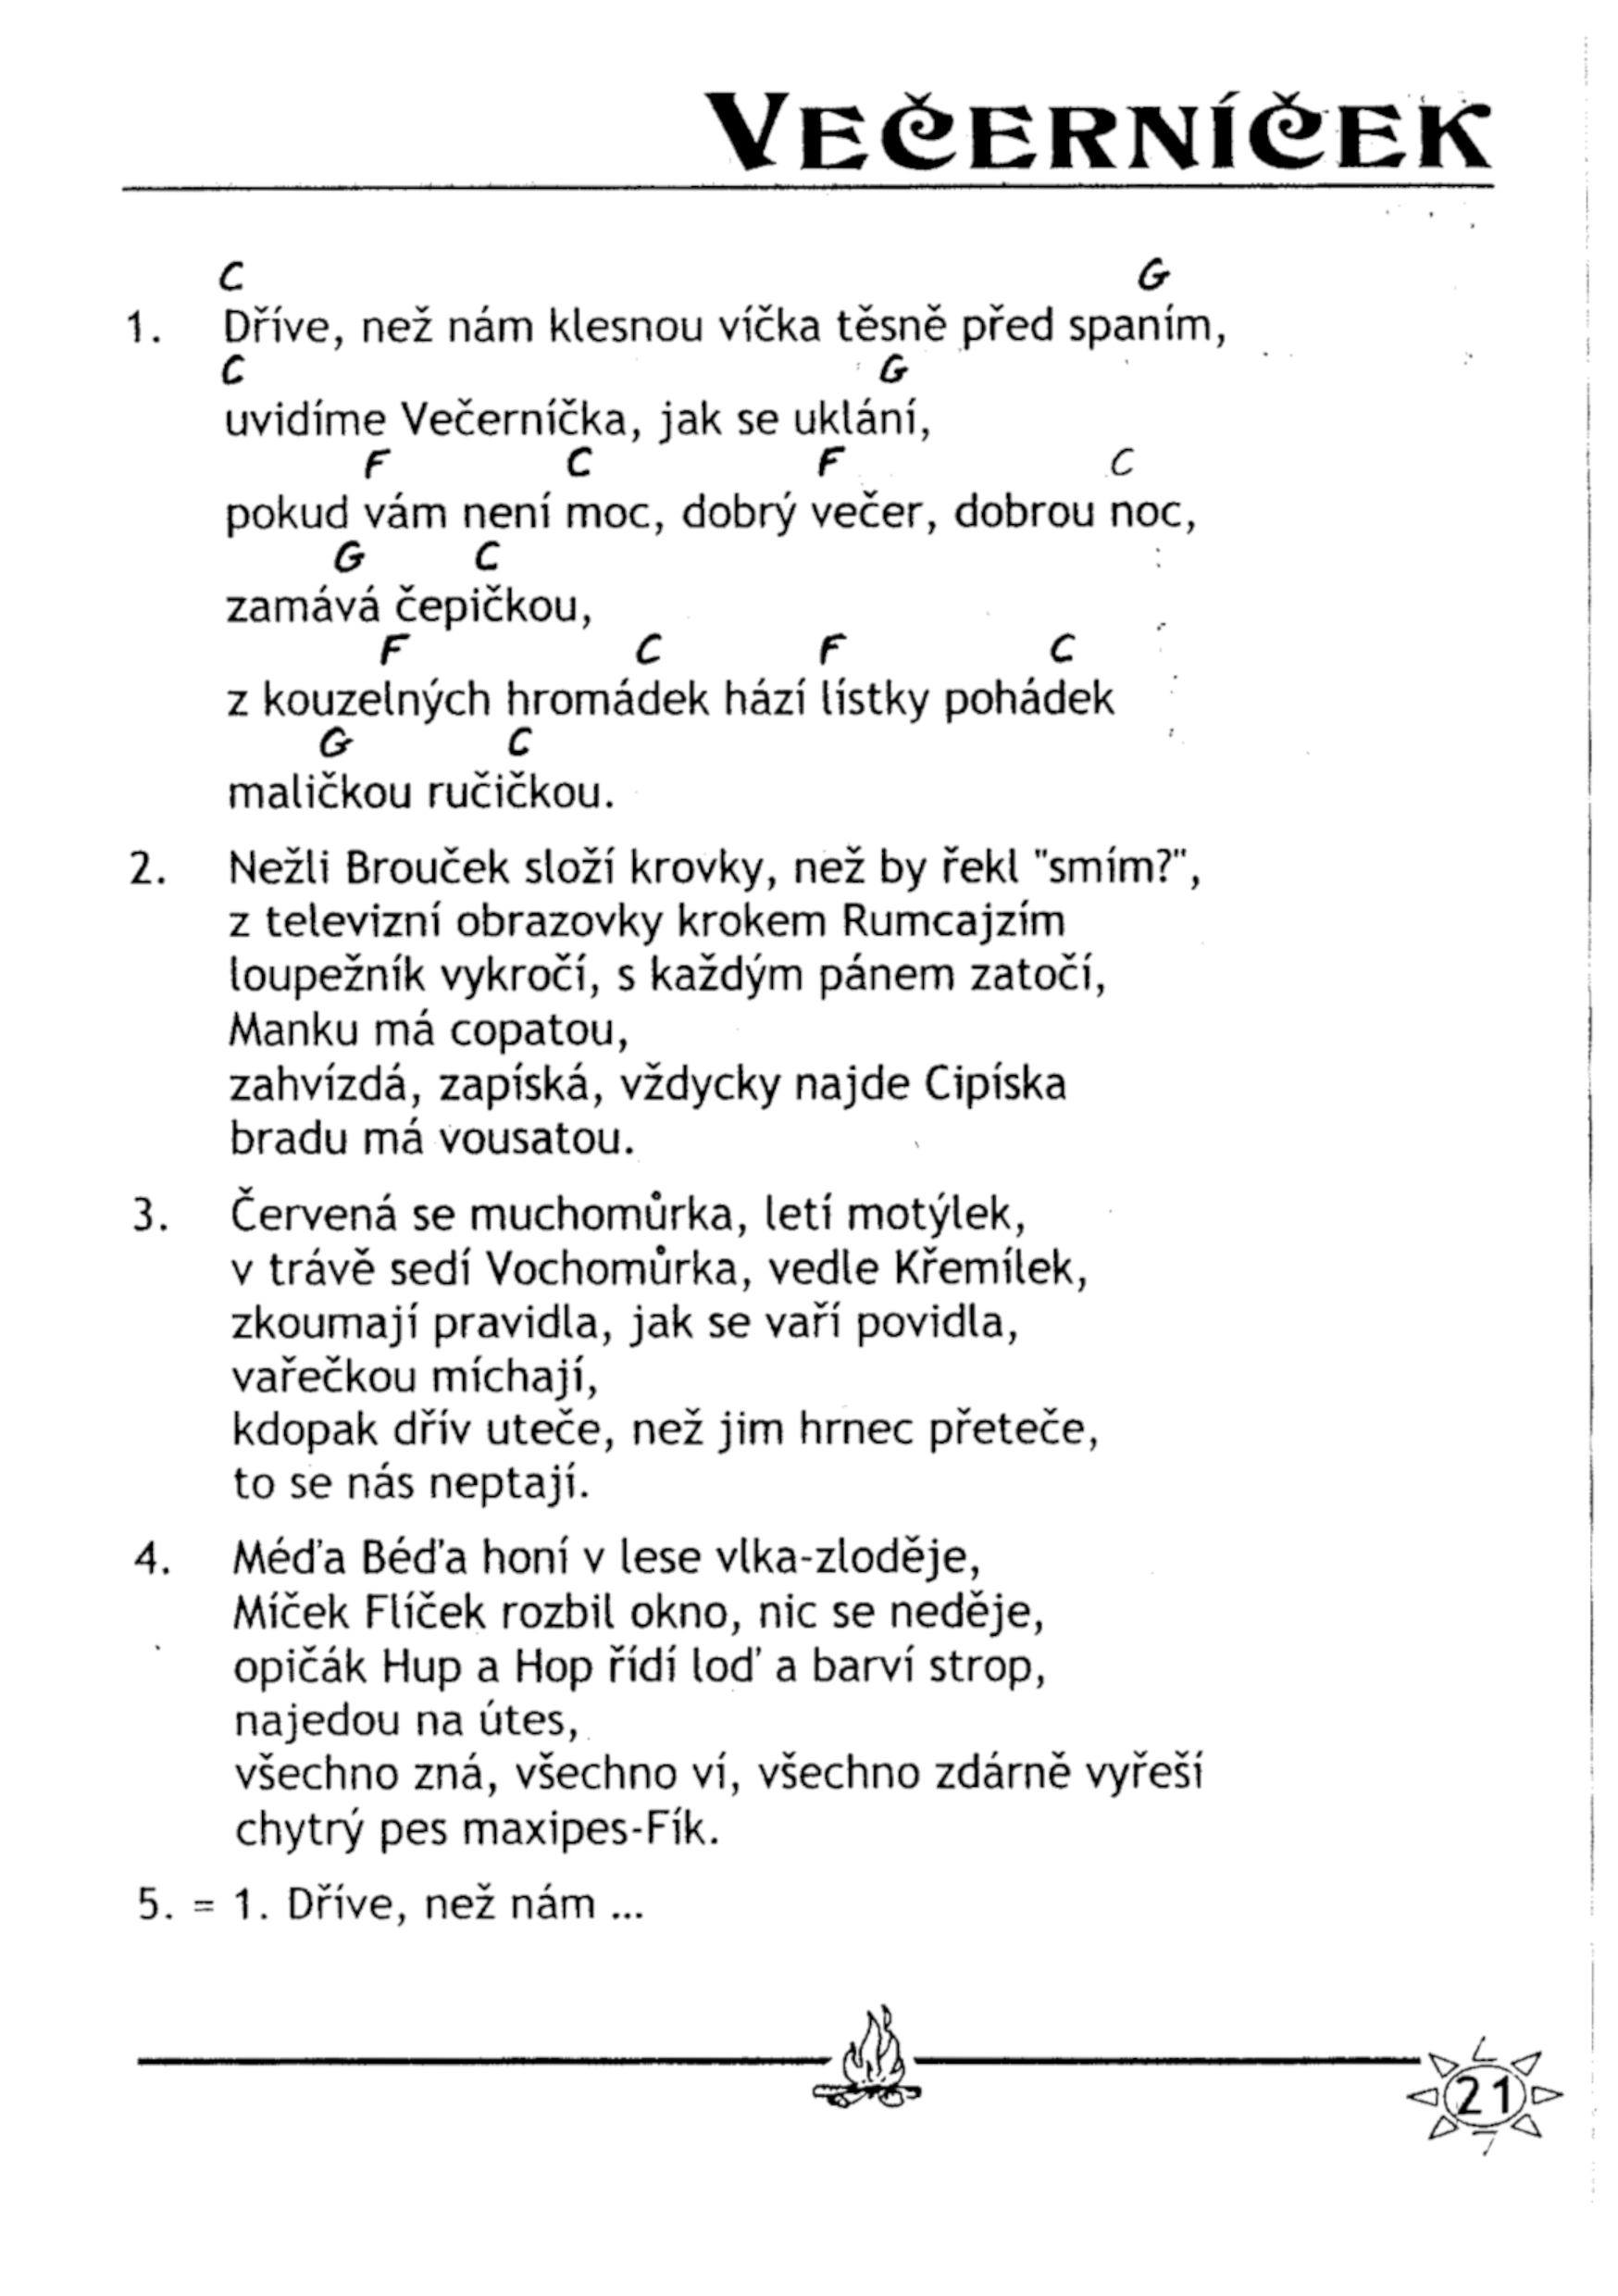 VEČERNÍČEK
C G
1. Dříve, než nám klesnou víčka těsně před spaním,
C G
uvidíme Večerníčka, jak se uklání,
F C F C
pokud vám není moc, dobrý večer, dobrou noc,
G C
zamává čepičkou,
F C F C
z kouzelných hromádek hází lístky pohádek
G C
maličkou ručičkou.
2. Nežli Brouček složí krovky, než by řekl "smím?",
z televizní obrazovky krokem Rumcajzím
loupežník vykročí, s každým pánem zatočí,
Manku má copatou,
zahvízdá, zapíská, vždycky najde Cipíska
bradu má vousatou.
3. Červená se muchomůrka, letí motýlek,
v trávě sedí Vochomůrka, vedle Křemílek,
zkoumají pravidla, jak se vaří povidla,
vařečkou míchají,
kdopak dřív uteče, než jim hrnec přeteče,
to se nás neptají.
4. Méďa Béďa honí v lese vlka-zloděje,
Míček Flíček rozbil okno, nic se neděje,
opičák Hup a Hop řídí loď a barví strop,
najedou na útes,
všechno zná, všechno ví, všechno zdárně vyřeší
chytrý pes maxipes-Fík.
5. = 1. Dříve, než nám ...
21